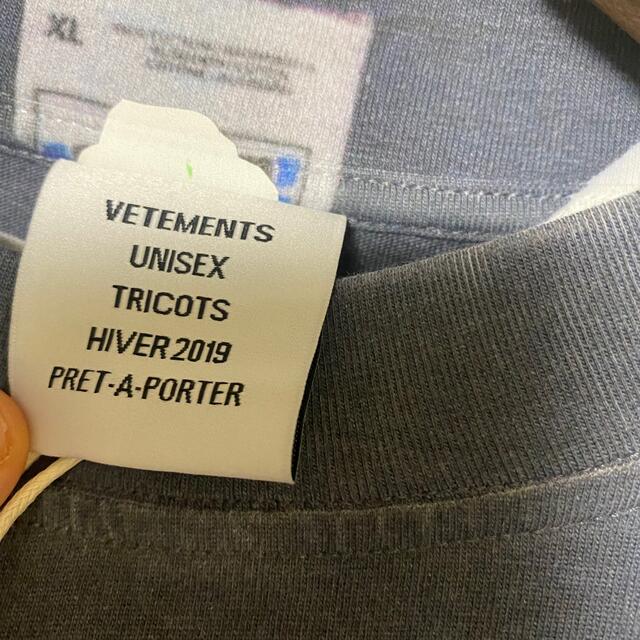 XL
VETEMENTS
UNISEX
TRICOTS
HIVER 2019
PRET-A-PORTER